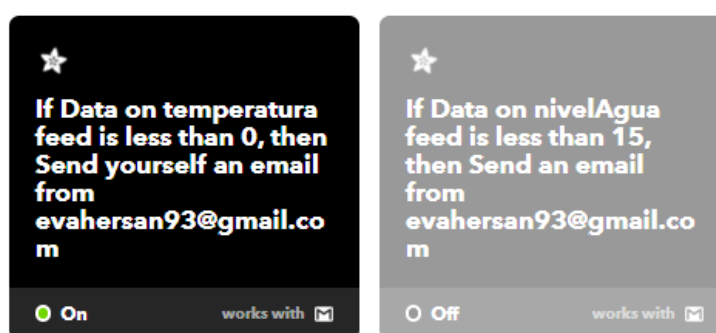 If Data on temperatura
feed is less than 0, then
Send yourself an email
from
evahersan93@gmail.co
m
On
works with
If Data on nivelAgua
feed is less than 15,
then Send an email
from
evahersan93@gmail.co
m
Off
works with